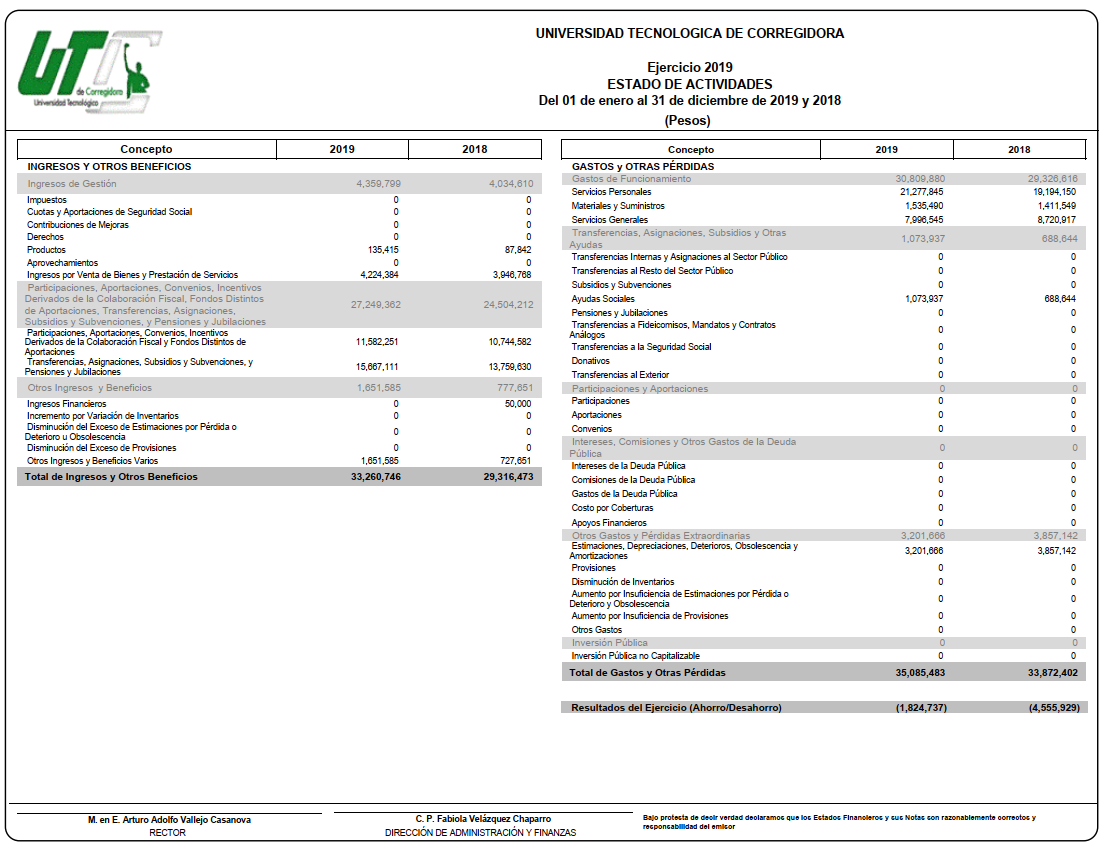 UTC
de Corregidora
Universidad Tecnológica
UNIVERSIDAD TECNOLOGICA DE CORREGIDORA
Ejercicio 2019
ESTADO DE ACTIVIDADES
Del 01 de enero al 31 de diciembre de 2019 y 2018
(Pesos)
Concepto 2019 2018
INGRESOS Y OTROS BENEFICIOS
Ingresos de Gestión 4,359,799 4,034,610
Impuestos 0 0
Cuotas y Aportaciones de Seguridad Social 0 0
Contribuciones de Mejoras 0 0
Derechos 0 0
Productos 135,415 87,842
Aprovechamientos 0 0
Ingresos por Venta de Bienes y Prestación de Servicios 4,224,384 3,946,768
Participaciones, Aportaciones, Convenios, Incentivos
Derivados de la Colaboración Fiscal, Fondos Distintos
de Aportaciones, Transferencias, Asignaciones,
Subsidios y Subvenciones, y Pensiones y Jubilaciones
27,249,362 24,504,212
Participaciones, Aportaciones, Convenios, Incentivos
Derivados de la Colaboración Fiscal y Fondos Distintos de
Aportaciones
11,582,251 10,744,582
Transferencias, Asignaciones, Subsidios y Subvenciones, y
Pensiones y Jubilaciones
15,667,111 13,759,630
Otros Ingresos y Beneficios 1,651,585 777,651
Ingresos Financieros 0 50,000
Incremento por Variación de Inventarios 0 0
Disminución del Exceso de Estimaciones por Pérdida o
Deterioro u Obsolescencia
0 0
Disminución del Exceso de Provisiones 0 0
Otros Ingresos y Beneficios Varios 1,651,585 727,651
Total de Ingresos y Otros Beneficios 33,260,746 29,316,473
Concepto 2019 2018
GASTOS y OTRAS PÉRDIDAS
Gastos de Funcionamiento 30,809,880 29,326,616
Servicios Personales 21,277,845 19,194,150
Materiales y Suministros 1,535,490 1,411,549
Servicios Generales 7,996,545 8,720,917
Transferencias, Asignaciones, Subsidios y Otras
Ayudas
1,073,937 688,644
Transferencias Internas y Asignaciones al Sector Público 0 0
Transferencias al Resto del Sector Público 0 0
Subsidios y Subvenciones 0 0
Ayudas Sociales 1,073,937 688,644
Pensiones y Jubilaciones 0 0
Transferencias a Fideicomisos, Mandatos y Contratos
Análogos
0 0
Transferencias a la Seguridad Social 0 0
Donativos 0 0
Transferencias al Exterior 0 0
Participaciones y Aportaciones 0 0
Participaciones 0 0
Aportaciones 0 0
Convenios 0 0
Intereses, Comisiones y Otros Gastos de la Deuda
Pública
0 0
Intereses de la Deuda Pública 0 0
Comisiones de la Deuda Pública 0 0
Gastos de la Deuda Pública 0 0
Costo por Coberturas 0 0
Apoyos Financieros 0 0
Otros Gastos y Pérdidas Extraordinarias 3,201,666 3,857,142
Estimaciones, Depreciaciones, Deterioros, Obsolescencia y
Amortizaciones
3,201,666 3,857,142
Provisiones 0 0
Disminución de Inventarios 0 0
Aumento por Insuficiencia de Estimaciones por Pérdida o
Deterioro y Obsolescencia
0 0
Aumento por Insuficiencia de Provisiones 0 0
Otros Gastos 0 0
Inversión Pública 0 0
Inversión Pública no Capitalizable 0 0
Total de Gastos y Otras Pérdidas 35,085,483 33,872,402
Resultados del Ejercicio (Ahorro/Desahorro) (1,824,737) (4,555,929)
M. en E. Arturo Adolfo Vallejo Casanova
RECTOR
C. P. Fabiola Velázquez Chaparro
DIRECCIÓN DE ADMINISTRACIÓN Y FINANZAS
Bajo protesta de decir verdad declaramos que los Estados Financieros y sus Notas son razonablemente correctos y
responsabilidad del emisor